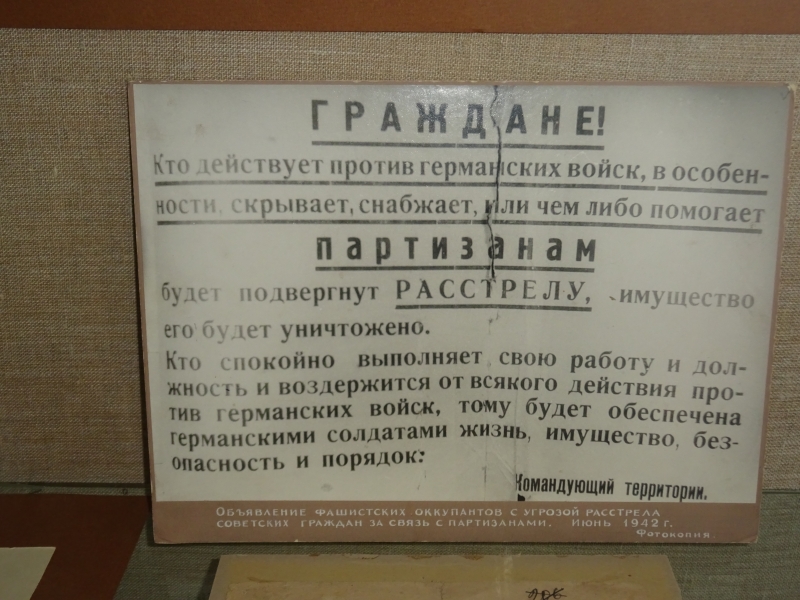 ГРАЖДАНЕ!
Кто действует против германских войск, в особен-
ности, скрывает, снабжает, или чем либо помогает
партизанам
будет подвергнут РАССТРЕЛУ, имущество
его будет уничтожено.
Кто спокойно выполняет свою работу и дол-
жность и воздержится от всякого действия про-
тив германских войск, тому будет обеспечена
германскими солдатами жизнь, имущество, без-
опасность и порядок:
Командующий территории.
Объявление фашистских оккупантов с угрозой расстрела
советских граждан за связь с партизанами. Июнь 1942 г.
Фотокопия.